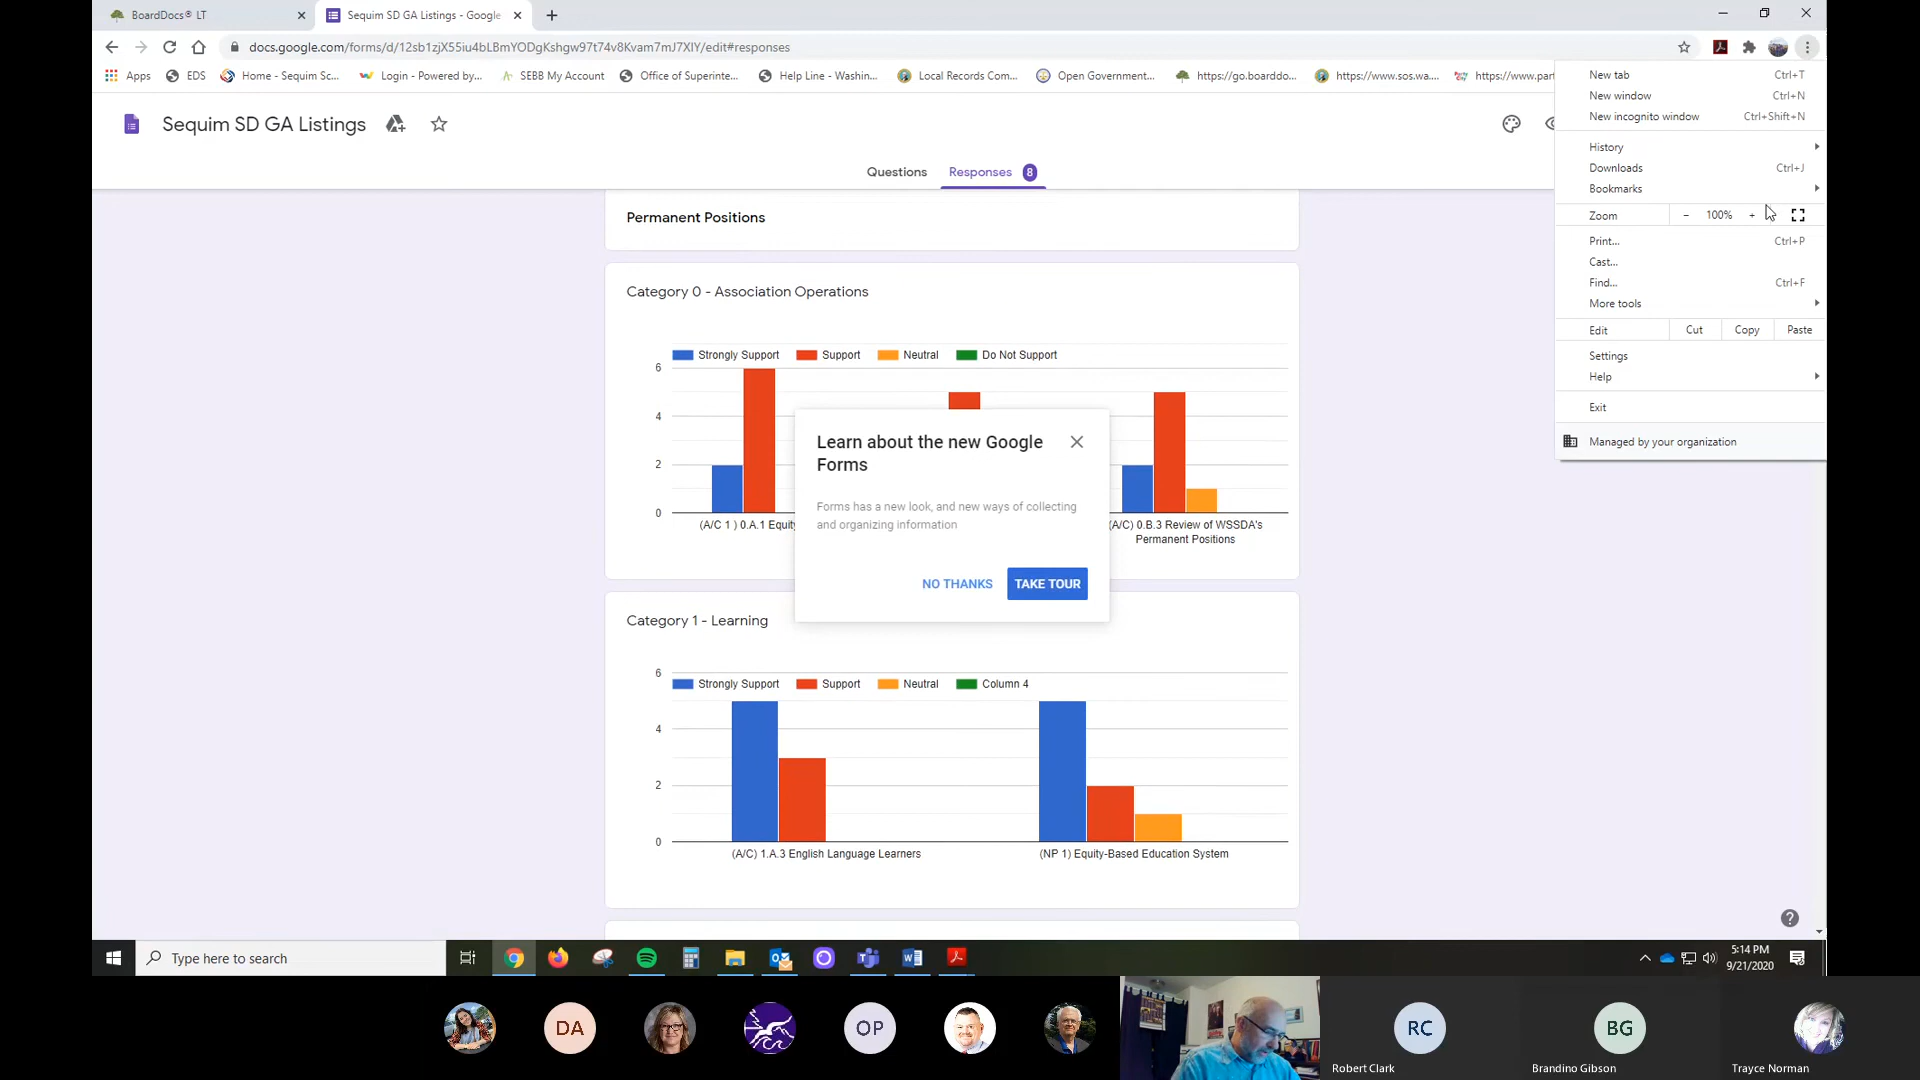 BoardDocs® LT
Sequim SD GA Listings - Google
docs.google.com/forms/d/12sb1zjX55iu4bLBmYODgKshgw97t74v8Kvam7mJ7XlY/edit#responses
Apps EDS Home - Sequim Sc... Login - Powered by... SEBB My Account Office of Superinte... Help Line - Washin... Local Records Com... Open Government... https://go.boarddo... https://www.sos.wa.... https://www.part
Sequim SD GA Listings
Questions Responses 8
Permanent Positions
Category 0 - Association Operations
Strongly Support Support Neutral Do Not Support
6
4
2
0
(A/C 1 ) 0.A.1 Equity
(A/C) 0.B.3 Review of WSSDA's
Permanent Positions
Learn about the new Google
Forms
Forms has a new look, and new ways of collecting
and organizing information
NO THANKS TAKE TOUR
Category 1 - Learning
Strongly Support Support Neutral Column 4
6
4
2
0
(A/C) 1.A.3 English Language Learners
(NP 1) Equity-Based Education System
New tab Ctrl+T
New window Ctrl+N
New incognito window Ctrl+Shift+N
History
Downloads Ctrl+J
Bookmarks
Zoom - 100% +
Print... Ctrl+P
Cast...
Find... Ctrl+F
More tools
Edit Cut Copy Paste
Settings
Help
Exit
Managed by your organization
Type here to search
5:14 PM
9/21/2020
DA
OP
RC
BG
Robert Clark
Brandino Gibson
Trayce Norman